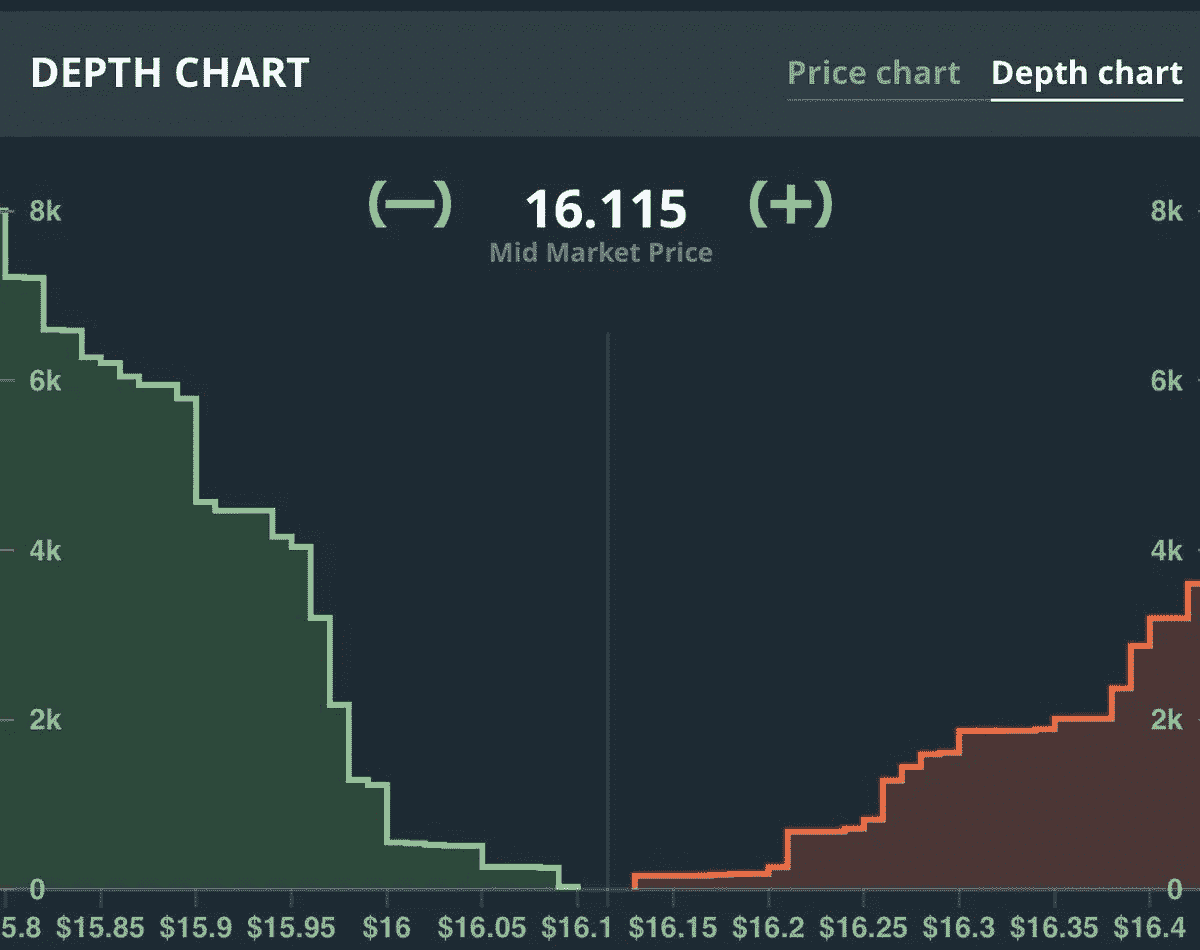 DEPTH CHART
Price chart Depth chart
(−) 16.115 (+)
Mid Market Price
8k 8k
6k 6k
4k 4k
2k 2k
0 0
5.8 $15.85 $15.9 $15.95 $16 $16.05 $16.1 $16.15 $16.2 $16.25 $16.3 $16.35 $16.4